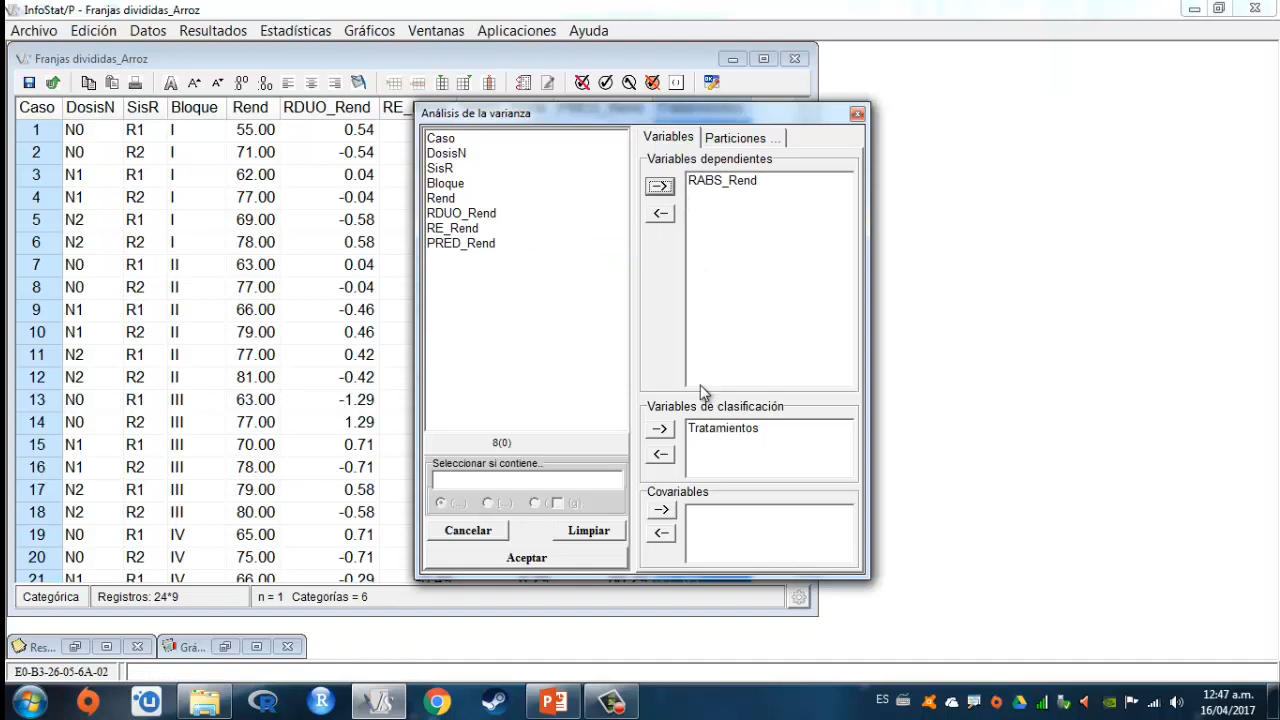 InfoStat/P - Franjas divididas_Arroz
Archivo Edición Datos Resultados Estadísticas Gráficos Ventanas Aplicaciones Ayuda
Franjas divididas_Arroz
Caso DosisN SisR Bloque Rend RDUO_Rend RE_
1 N0 R1 I 55.00 0.54
2 N0 R2 I 71.00 -0.54
3 N1 R1 I 62.00 0.04
4 N1 R2 I 77.00 -0.04
5 N2 R1 I 69.00 -0.58
6 N2 R2 I 78.00 0.58
7 N0 R1 II 63.00 0.04
8 N0 R2 II 77.00 -0.04
9 N1 R1 II 66.00 -0.46
10 N1 R2 II 79.00 0.46
11 N2 R1 II 77.00 0.42
12 N2 R2 II 81.00 -0.42
13 N0 R1 III 63.00 -1.29
14 N0 R2 III 77.00 1.29
15 N1 R1 III 70.00 0.71
16 N1 R2 III 78.00 -0.71
17 N2 R1 III 79.00 0.58
18 N2 R2 III 80.00 -0.58
19 N0 R1 IV 65.00 0.71
20 N0 R2 IV 75.00 -0.71
21 N1 R1 IV 66.00 -0.29
Categórica Registros: 24*9 n = 1 Categorías = 6
Análisis de la varianza
Caso
DosisN
SisR
Bloque
Rend
RDUO_Rend
RE_Rend
PRED_Rend
8(0)
Seleccionar si contiene..
(...) [...) ( (g)
Cancelar Limpiar
Aceptar
Variables Particiones ...
Variables dependientes
RABS_Rend
Variables de clasificación
Tratamientos
Covariables
Res... Grá...
E0-B3-26-05-6A-02
ES 12:47 a.m.
16/04/2017